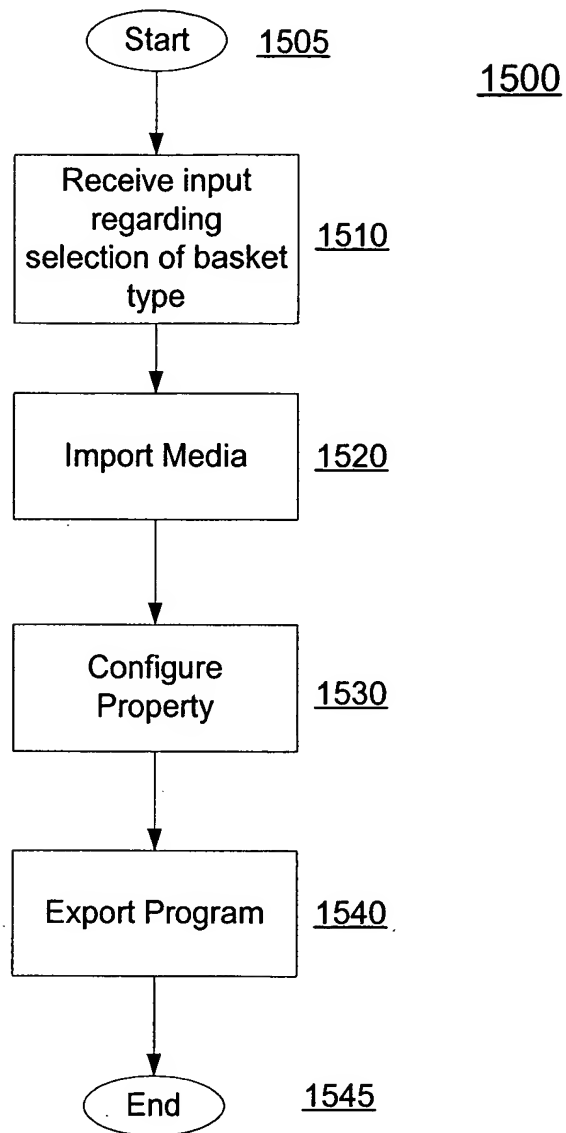 Start 1505
1500
Receive input
regarding
selection of basket
type
1510
Import Media 1520
Configure
Property
1530
Export Program 1540
End 1545